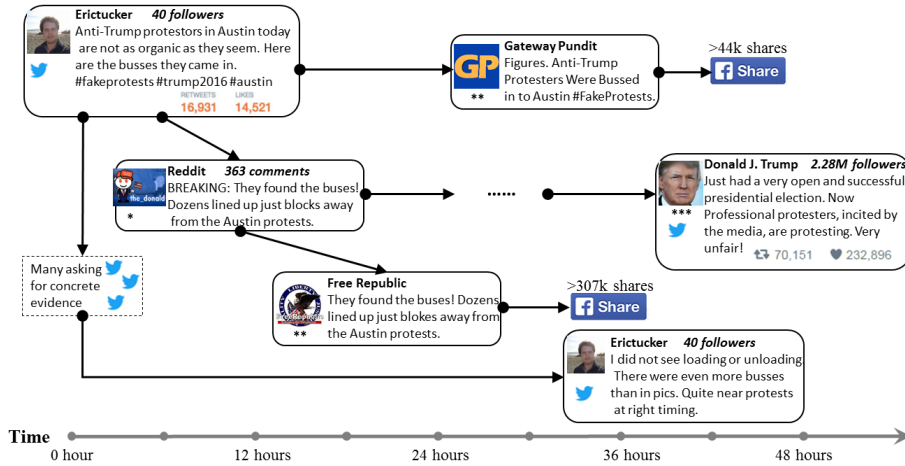 Erictucker 40 followers
Anti-Trump protestors in Austin today
are not as organic as they seem. Here
are the busses they came in.
#fakeprotests #trump2016 #austin
RETWEETS LIKES
16,931 14,521
Gateway Pundit
GP
Figures. Anti-Trump
Protesters Were Bussed
in to Austin #FakeProtests.
**
>44k shares
f Share
Reddit 363 comments
BREAKING: They found the buses!
Dozens lined up just blocks away
from the Austin protests.
the_donald
*
......
Donald J. Trump 2.28M followers
Just had a very open and successful
presidential election. Now
Professional protesters, incited by
the media, are protesting. Very
unfair!
***
70,151 232,896
Many asking
for concrete
evidence
Free Republic
They found the buses! Dozens
lined up just blokes away from
the Austin protests.
**
>307k shares
f Share
Erictucker 40 followers
I did not see loading or unloading.
There were even more busses
than in pics. Quite near protests
at right timing.
Time
0 hour 12 hours 24 hours 36 hours 48 hours